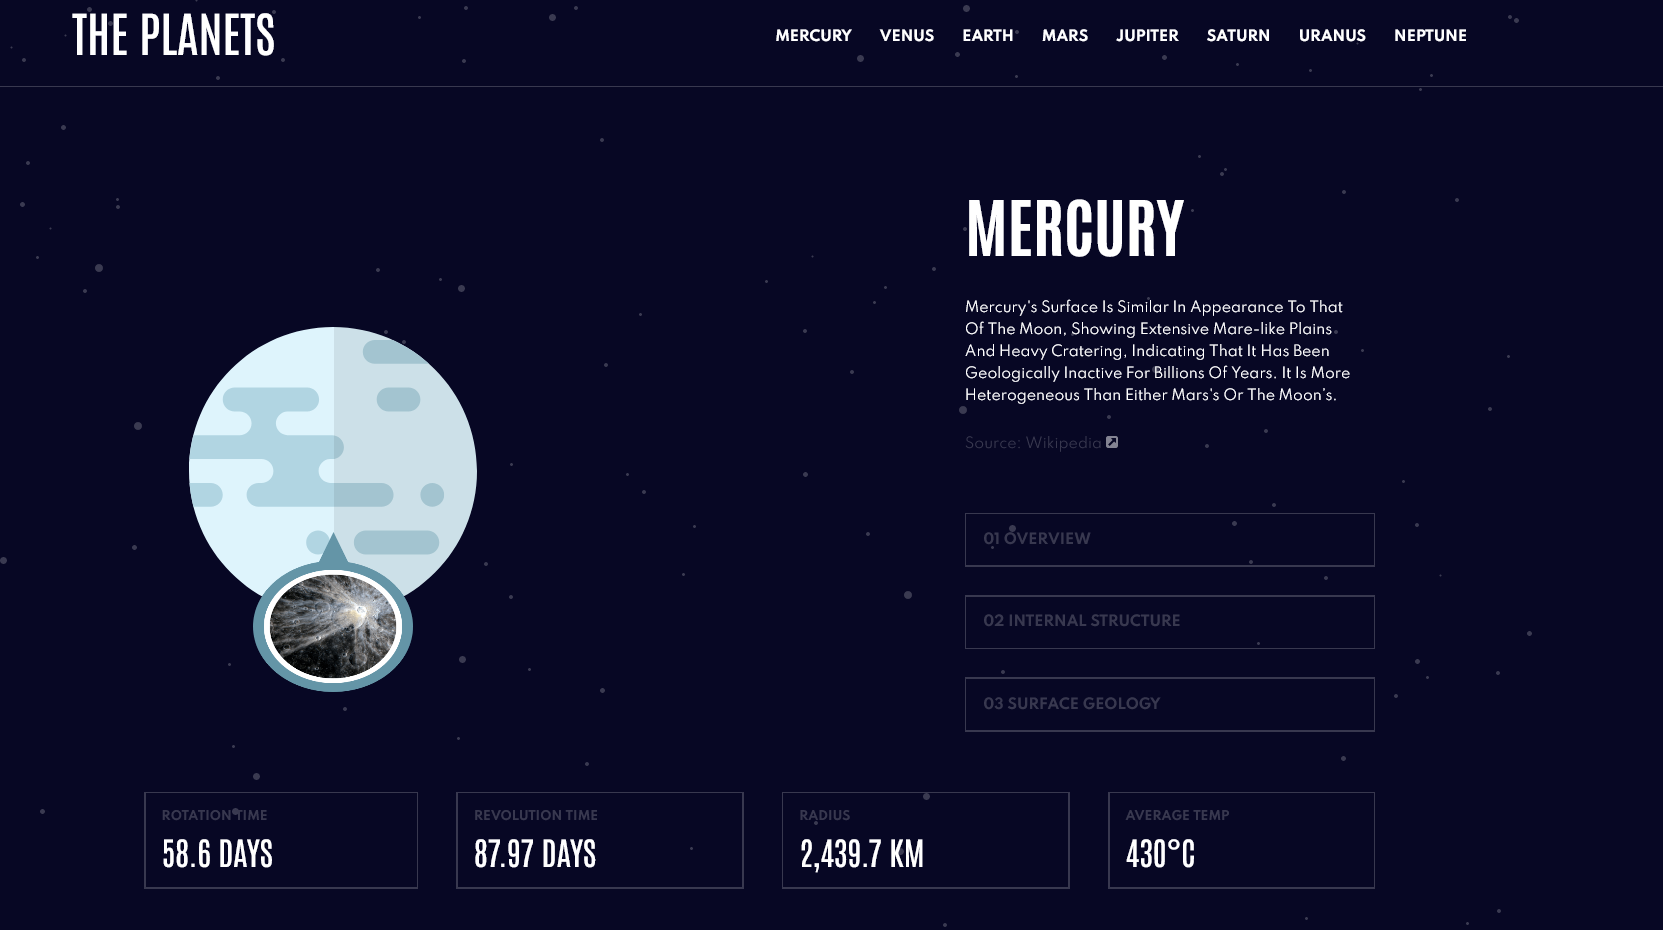 THE PLANETS
MERCURY VENUS EARTH MARS JUPITER SATURN URANUS NEPTUNE
MERCURY
Mercury's Surface Is Similar In Appearance To That
Of The Moon, Showing Extensive Mare-like Plains
And Heavy Cratering, Indicating That It Has Been
Geologically Inactive For Billions Of Years. It Is More
Heterogeneous Than Either Mars's Or The Moon's.
Source: Wikipedia
01 OVERVIEW
02 INTERNAL STRUCTURE
03 SURFACE GEOLOGY
ROTATION TIME
58.6 DAYS
REVOLUTION TIME
87.97 DAYS
RADIUS
2,439.7 KM
AVERAGE TEMP
430°C